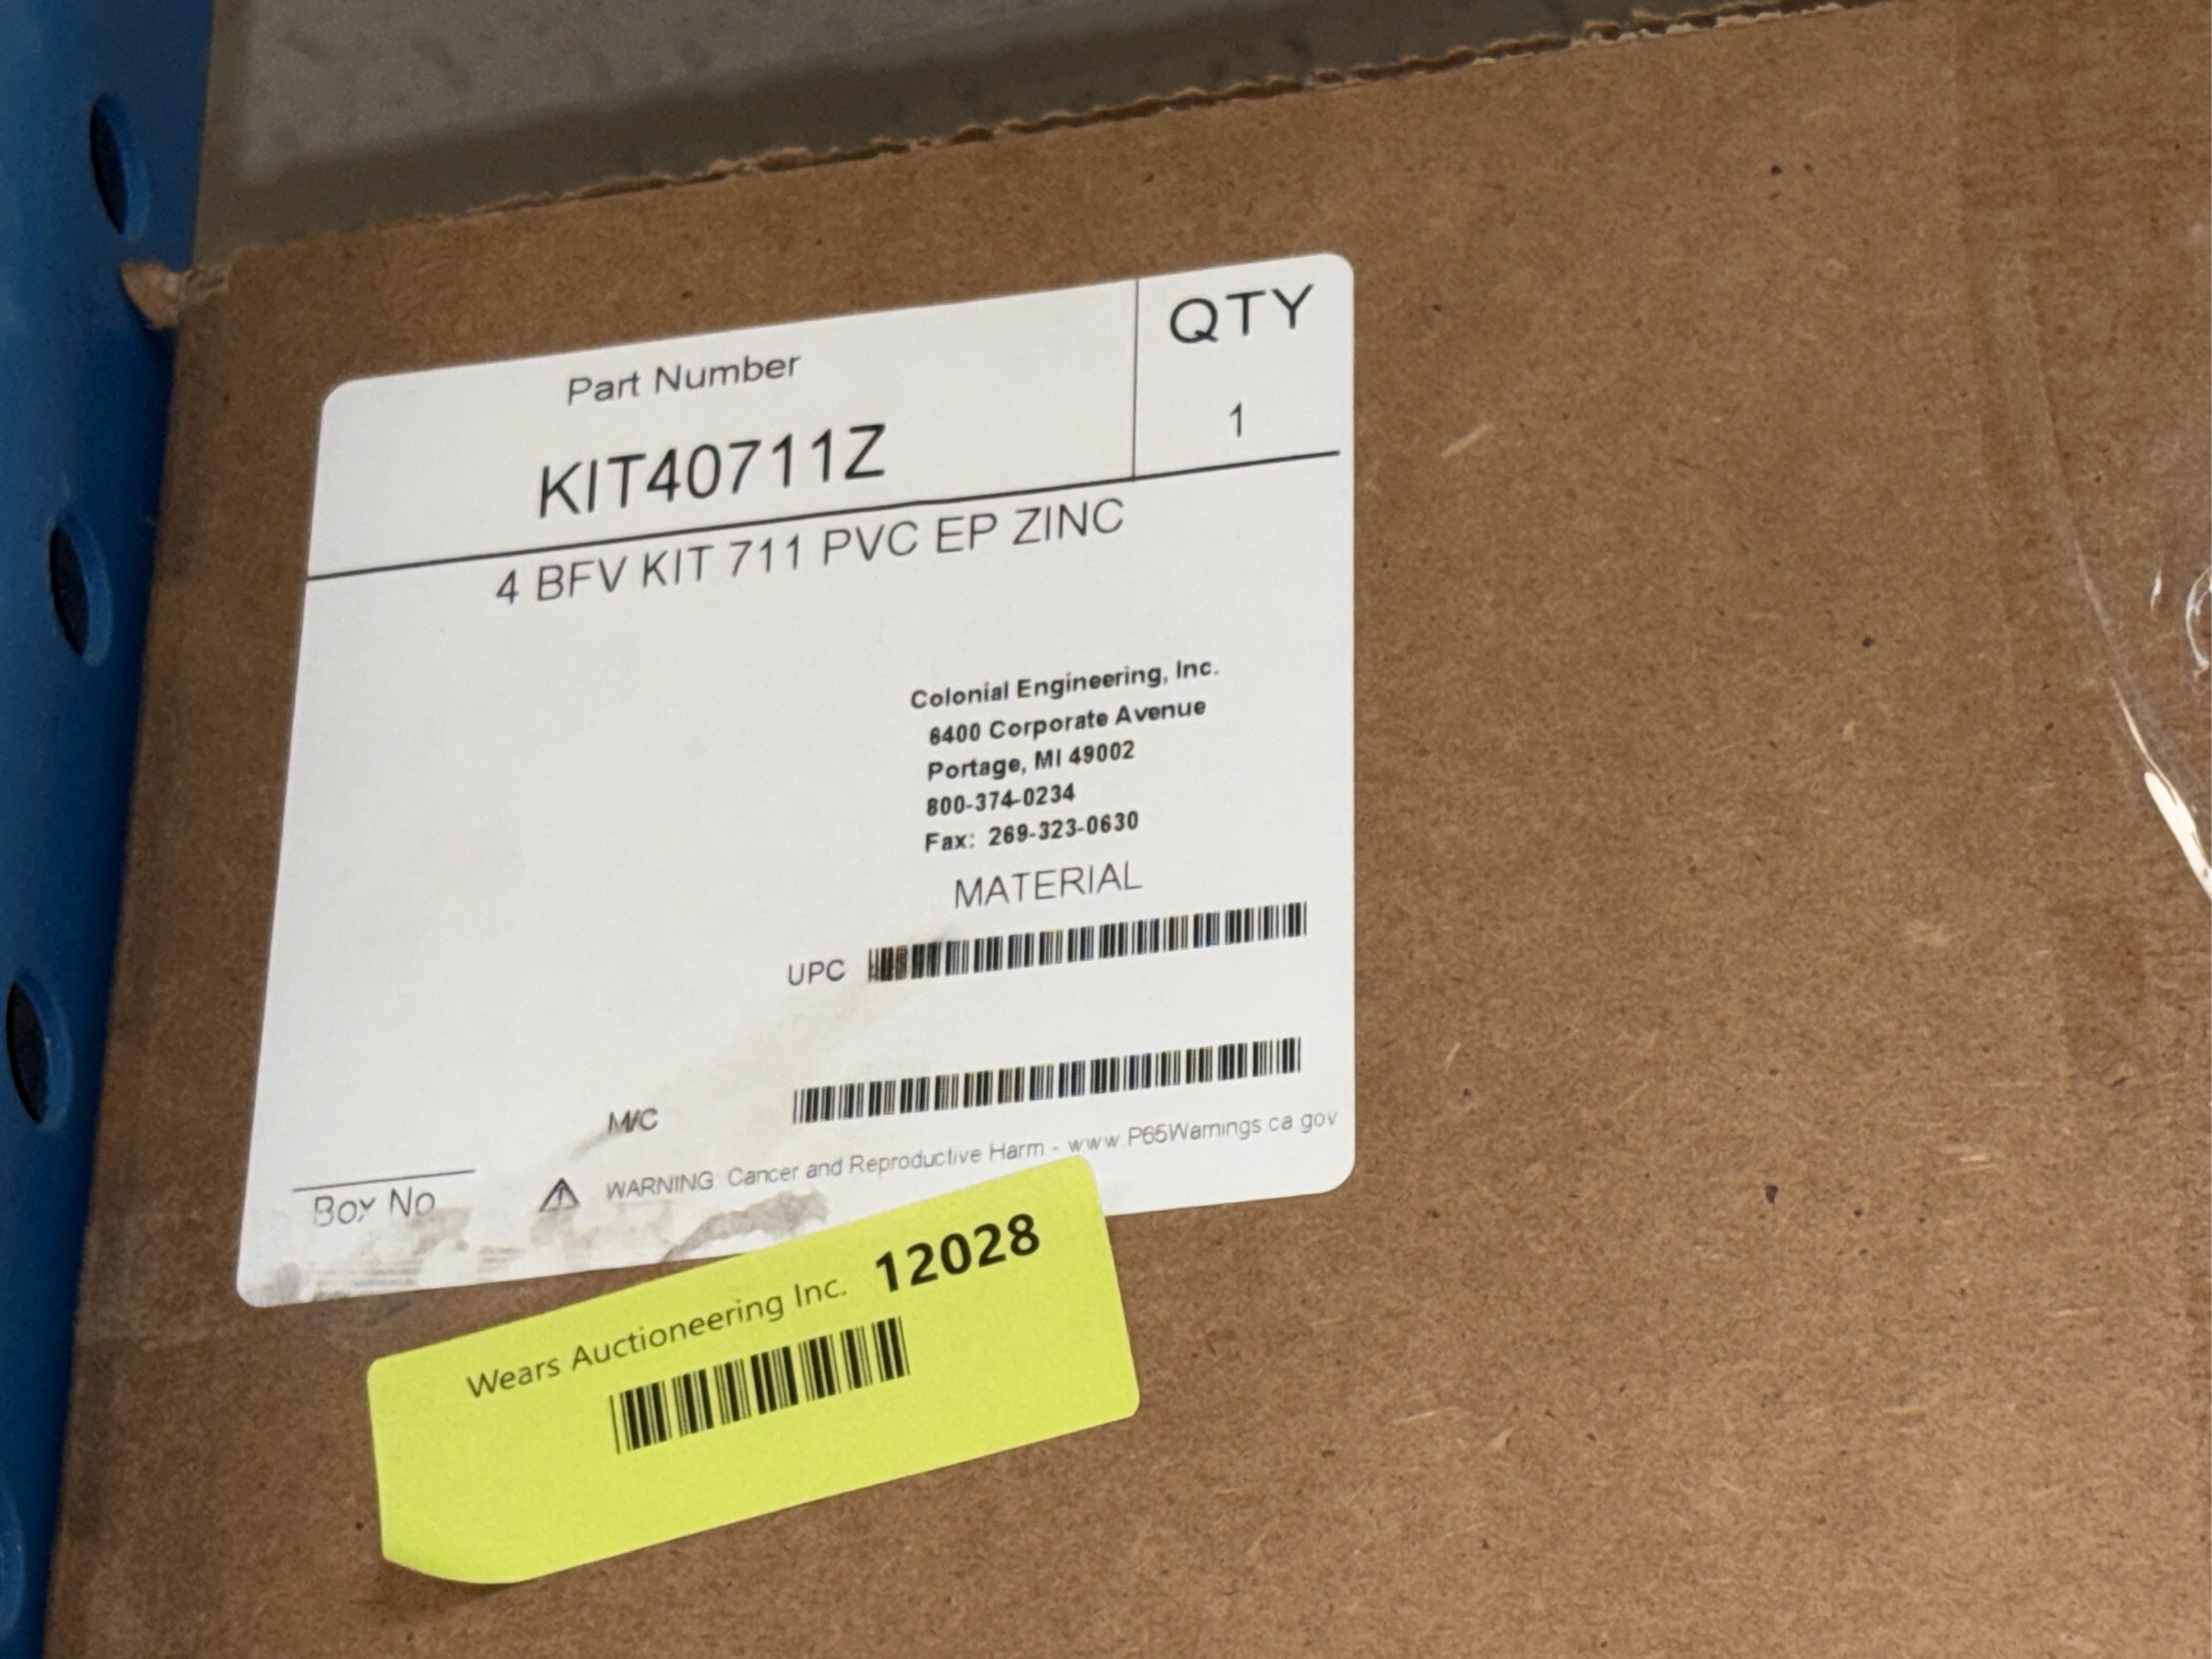 Part Number
QTY
KIT40711Z
1
4 BFV KIT 711 PVC EP ZINC
Colonial Engineering, Inc.
6400 Corporate Avenue
Portage, MI 49002
800-374-0234
Fax: 269-323-0630
MATERIAL
UPC
M/C
Box No
WARNING: Cancer and Reproductive Harm - www.P65Warnings.ca.gov
Wears Auctioneering Inc. 12028